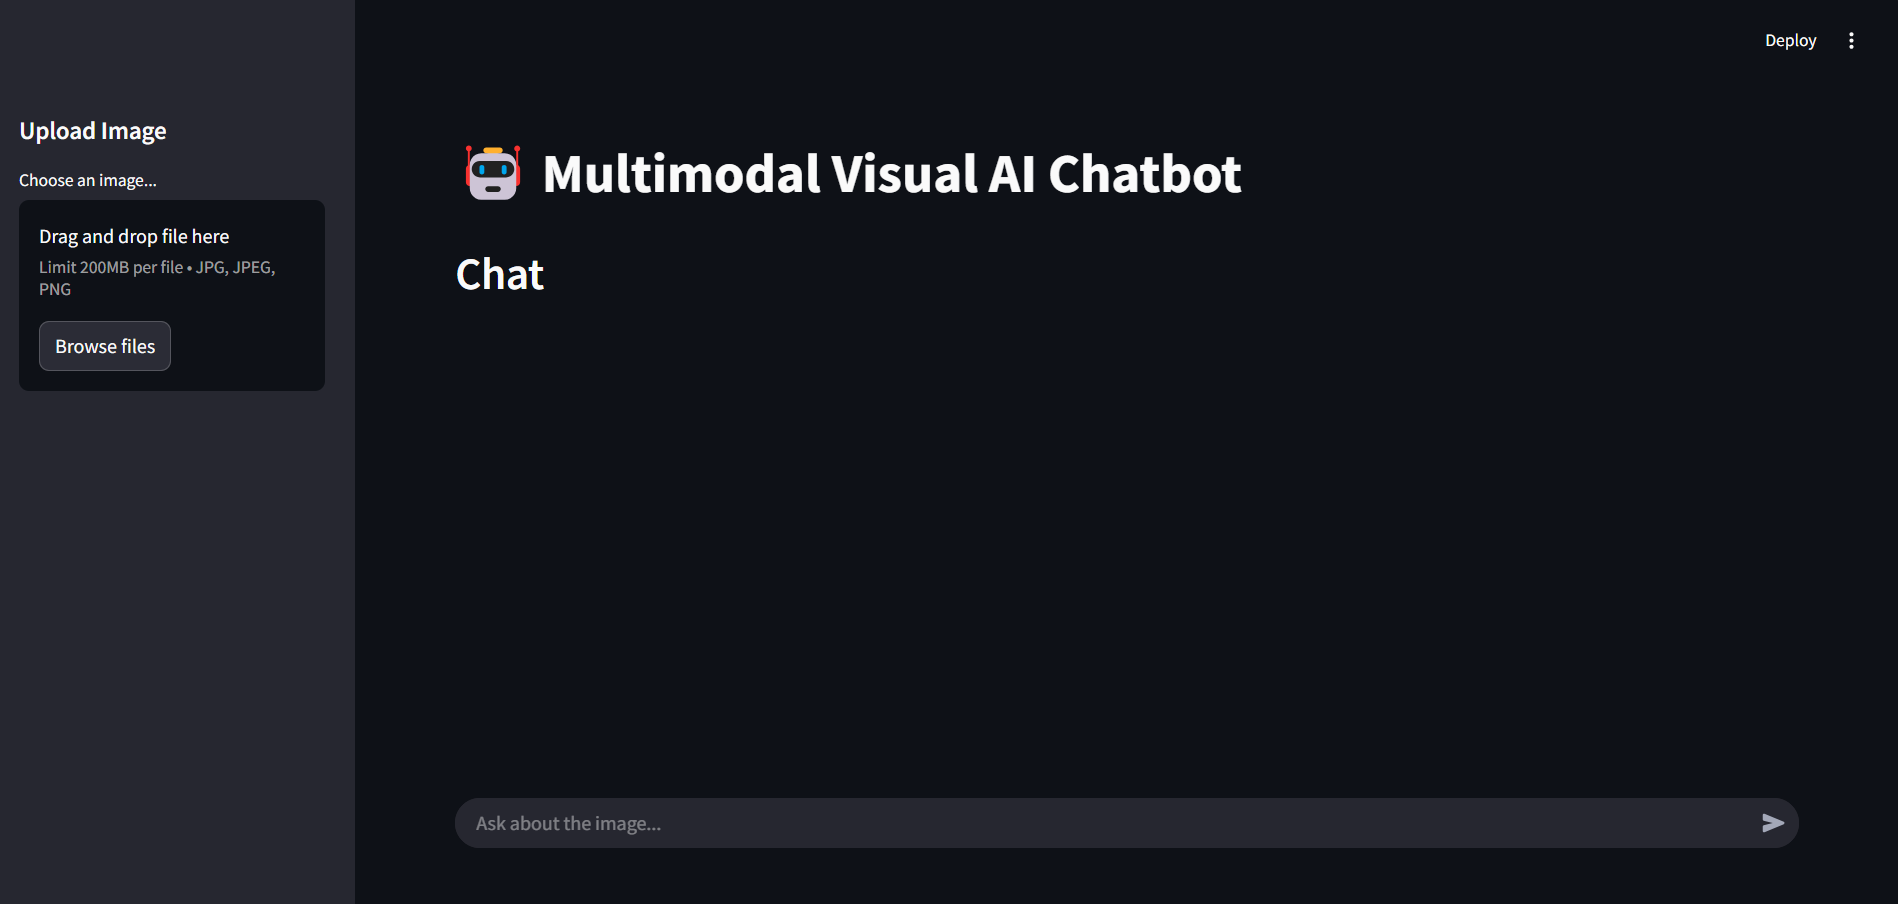 Deploy
Upload Image
Choose an image...
Drag and drop file here
Limit 200MB per file • JPG, JPEG,
PNG
Browse files
Multimodal Visual AI Chatbot
Chat
Ask about the image...